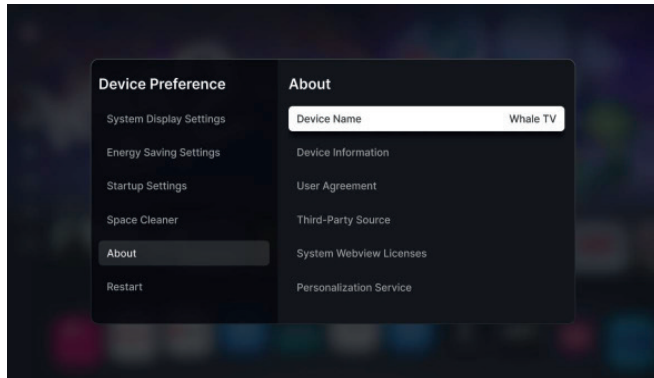 Device Preference
System Display Settings
Energy Saving Settings
Startup Settings
Space Cleaner
About
Restart
About
Device Name Whale TV
Device Information
User Agreement
Third-Party Source
System Webview Licenses
Personalization Service